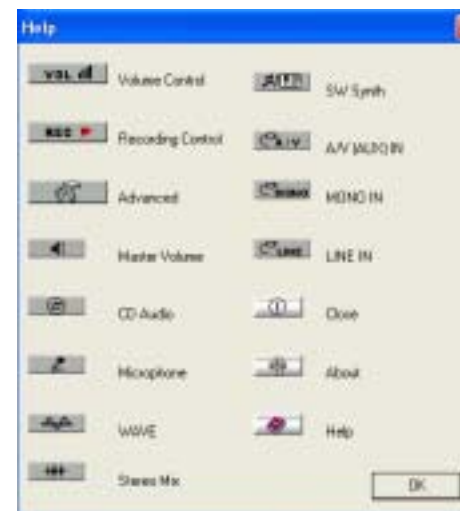 Help
VOL
Volume Control
SW Synth
REC
Recording Control
A/V
A/V (AUX) IN
Advanced
MONO
MONO IN
Master Volume
LINE
LINE IN
CD Audio
Close
Microphone
About
WAVE
Help
Stereo Mix
OK